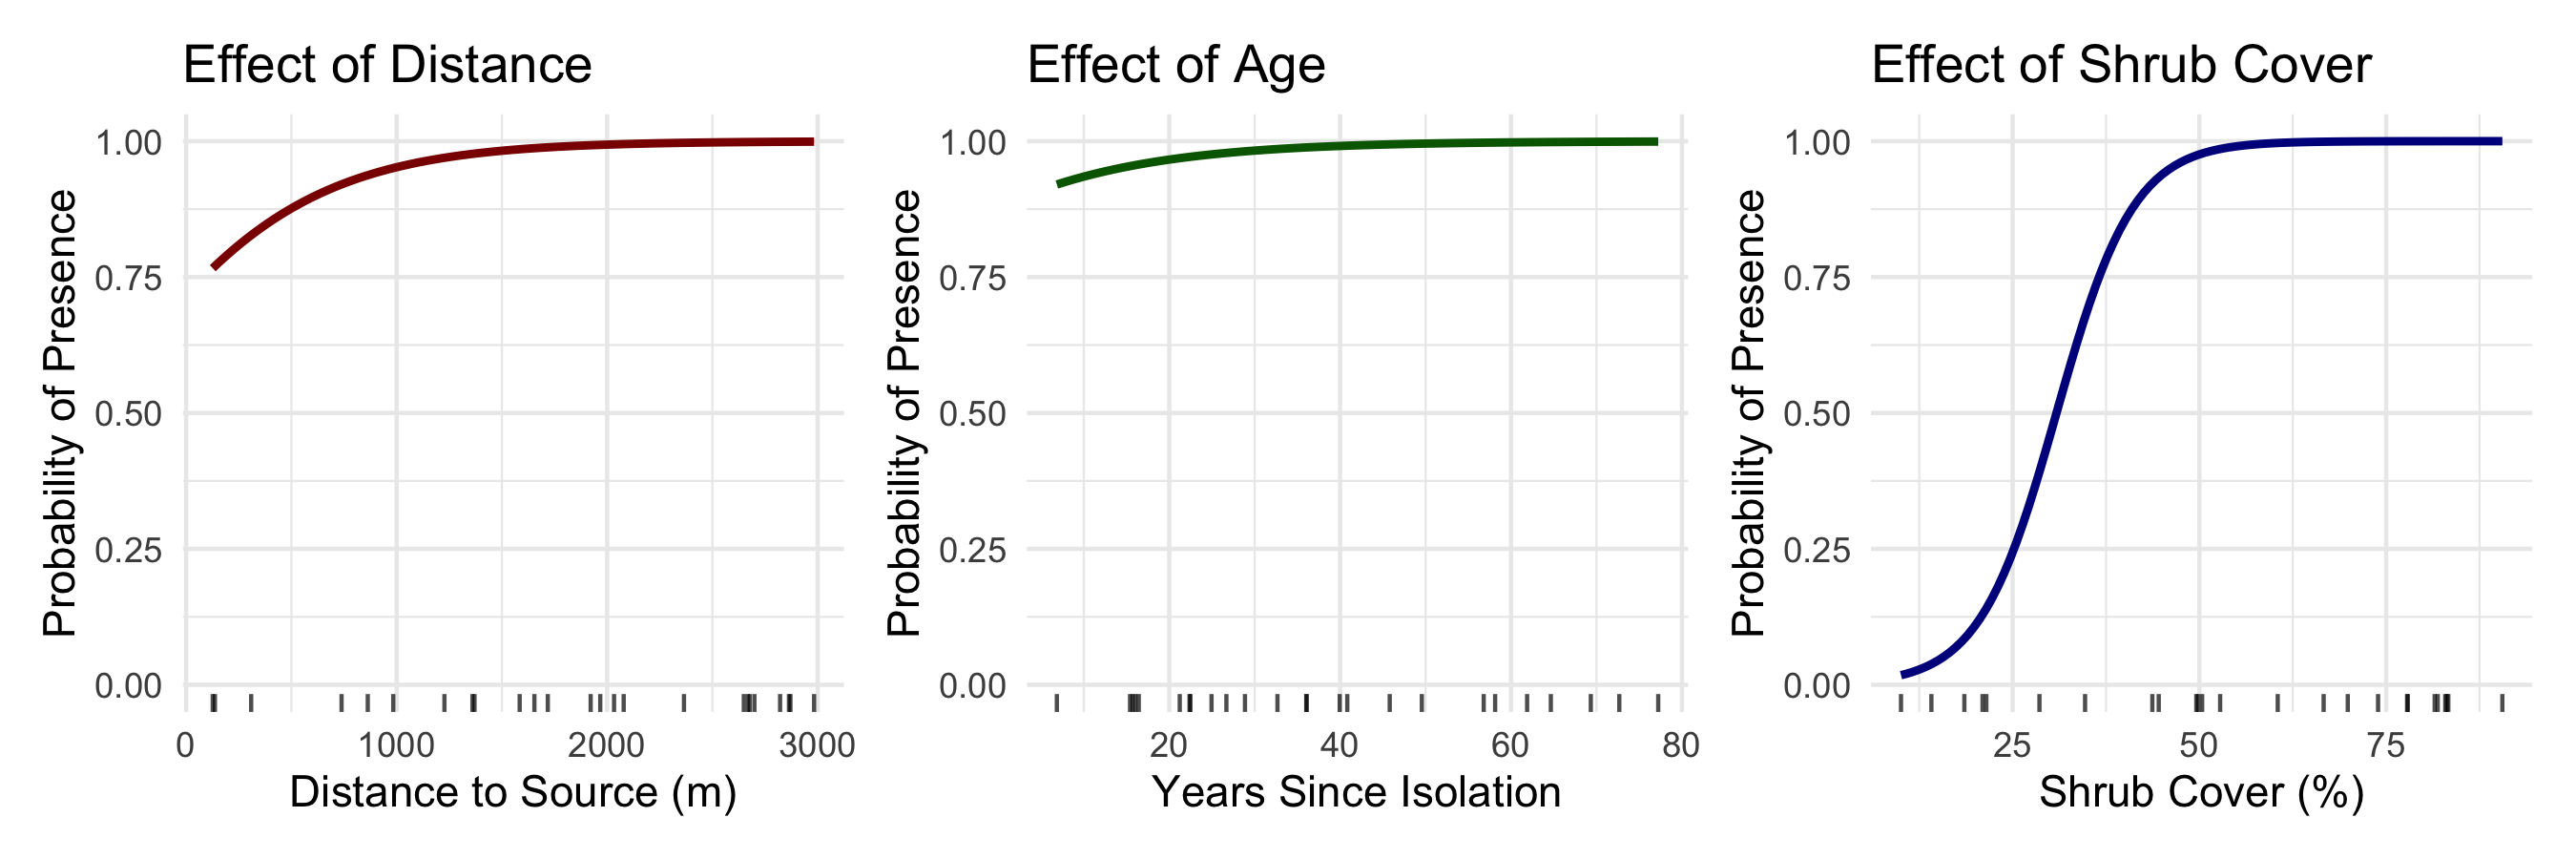 Effect of Distance
1.00
0.75
0.50
0.25
0.00
Probability of Presence
0 1000 2000 3000
Distance to Source (m)
Effect of Age
1.00
0.75
0.50
0.25
0.00
Probability of Presence
20 40 60 80
Years Since Isolation
Effect of Shrub Cover
1.00
0.75
0.50
0.25
0.00
Probability of Presence
25 50 75
Shrub Cover (%)